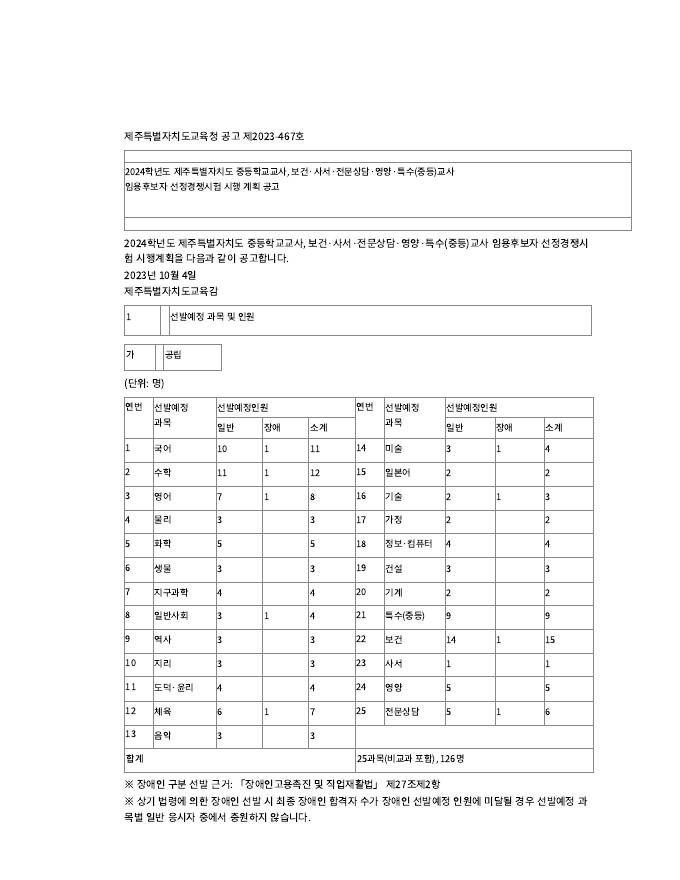 제주특별자치도교육청 공고 제2023-467호
2024학년도 제주특별자치도 중등학교교사, 보건·사서·전문상담·영양·특수(중등)교사
임용후보자 선정경쟁시험 시행 계획 공고
2024학년도 제주특별자치도 중등학교교사, 보건·사서·전문상담·영양·특수(중등)교사 임용후보자 선정경쟁시
험 시행계획을 다음과 같이 공고합니다.
2023년 10월 4일
제주특별자치도교육감
1 선발예정 과목 및 인원
가 공립
(단위: 명)
연번 선발예정 과목 선발예정인원 연번 선발예정 과목 선발예정인원
일반 장애 소계 일반 장애 소계
1 국어 10 1 11 14 미술 3 1 4
2 수학 11 1 12 15 일본어 2 2
3 영어 7 1 8 16 기술 2 1 3
4 물리 3 3 17 가정 2 2
5 화학 5 5 18 정보·컴퓨터 4 4
6 생물 3 3 19 건설 3 3
7 지구과학 4 4 20 기계 2 2
8 일반사회 3 1 4 21 특수(중등) 9 9
9 역사 3 3 22 보건 14 1 15
10 지리 3 3 23 사서 1 1
11 도덕·윤리 4 4 24 영양 5 5
12 체육 6 1 7 25 전문상담 5 1 6
13 음악 3 3
합계 25과목(비교과 포함), 126명
※ 장애인 구분 선발 근거: 「장애인고용촉진 및 직업재활법」 제27조제2항
※ 상기 법령에 의한 장애인 선발 시 최종 장애인 합격자 수가 장애인 선발예정 인원에 미달될 경우 선발예정 과
목별 일반 응시자 중에서 충원하지 않습니다.